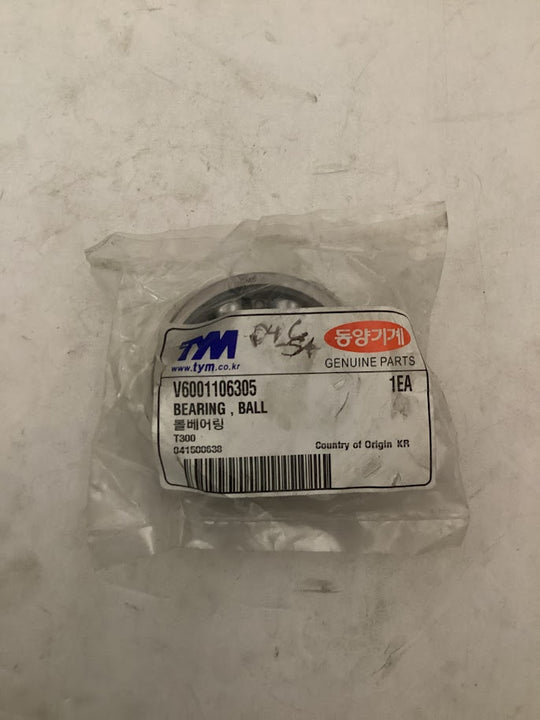 TYM
www.tym.co.kr
동양기계
GENUINE PARTS
V6001106305
1EA
BEARING , BALL
볼베어링
T300
041500638
Country of Origin KR